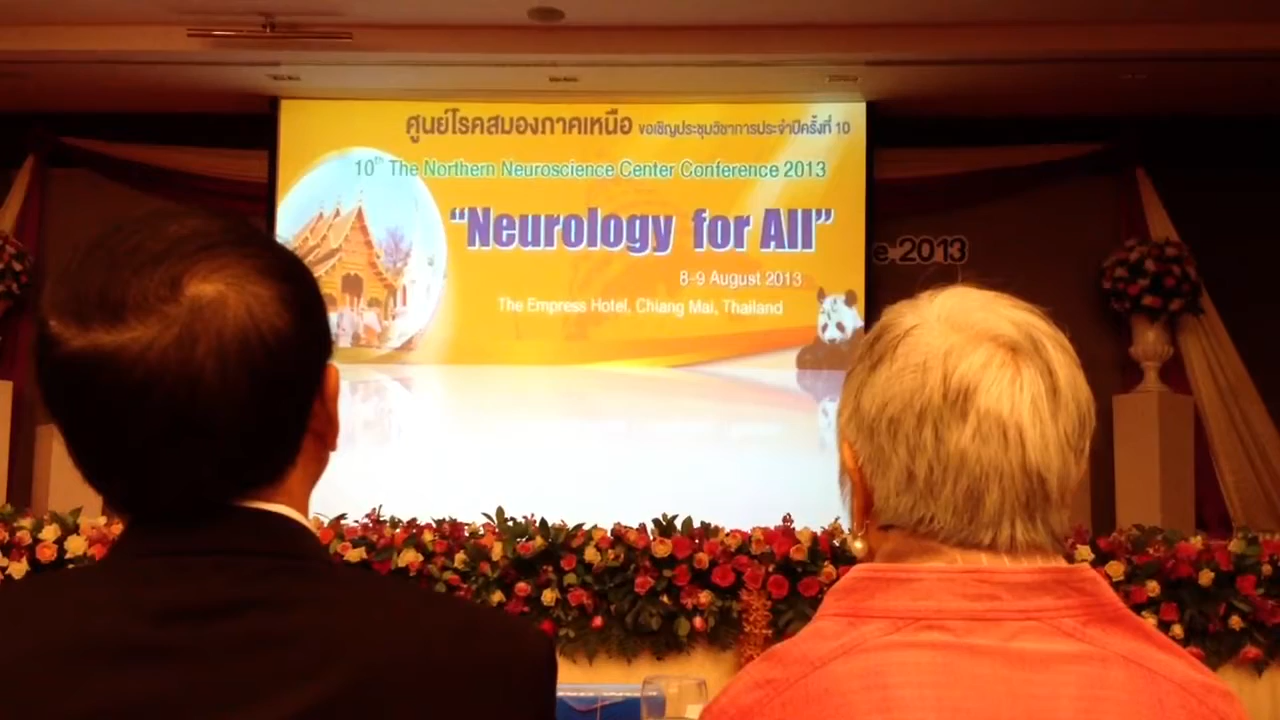 ศูนย์โรคสมองภาคเหนือ ขอเชิญประชุมวิชาการประจำปีครั้งที่ 10
10th The Northern Neuroscience Center Conference 2013
“Neurology for All”
8-9 August 2013
The Empress Hotel, Chiang Mai, Thailand
e 2013